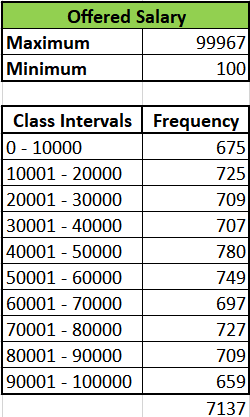 Offered Salary
Maximum 99967
Minimum 100
Class Intervals Frequency
0 - 10000 675
10001 - 20000 725
20001 - 30000 709
30001 - 40000 707
40001 - 50000 780
50001 - 60000 749
60001 - 70000 697
70001 - 80000 727
80001 - 90000 709
90001 - 100000 659
7137